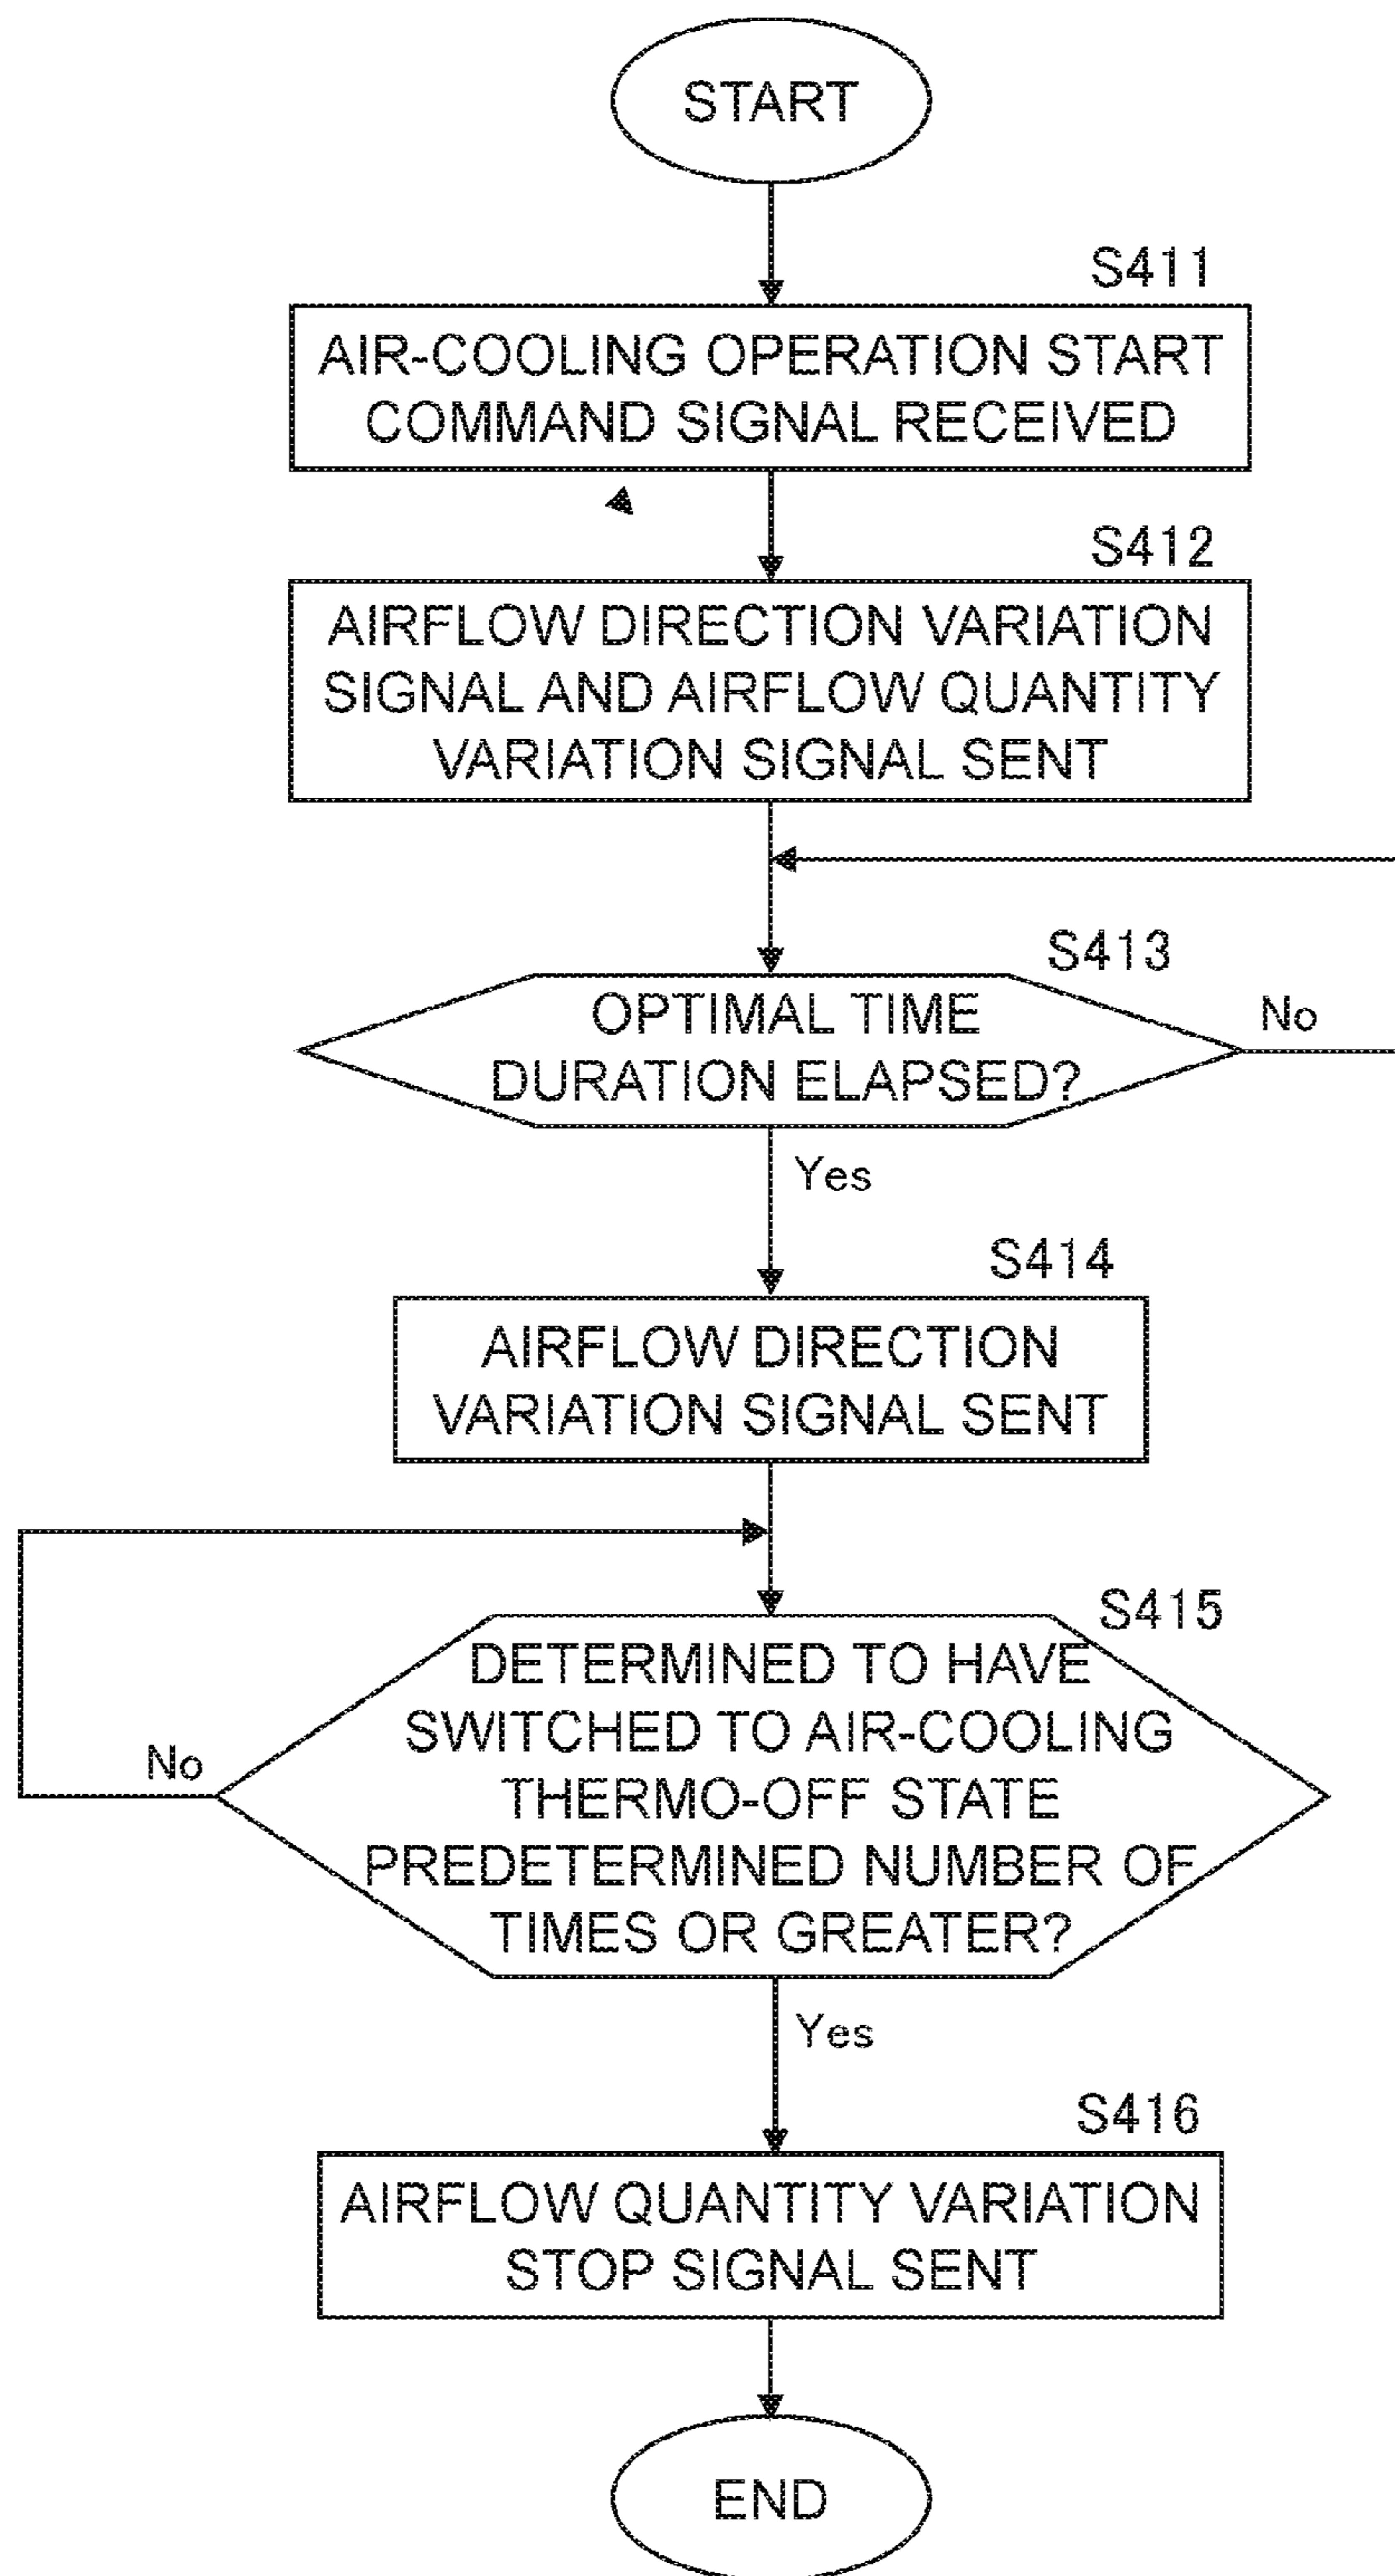 START
S411
AIR-COOLING OPERATION START
COMMAND SIGNAL RECEIVED
S412
AIRFLOW DIRECTION VARIATION
SIGNAL AND AIRFLOW QUANTITY
VARIATION SIGNAL SENT
S413
OPTIMAL TIME
DURATION ELAPSED?
No
Yes
S414
AIRFLOW DIRECTION
VARIATION SIGNAL SENT
S415
DETERMINED TO HAVE
SWITCHED TO AIR-COOLING
THERMO-OFF STATE
PREDETERMINED NUMBER OF
TIMES OR GREATER?
No
Yes
S416
AIRFLOW QUANTITY VARIATION
STOP SIGNAL SENT
END